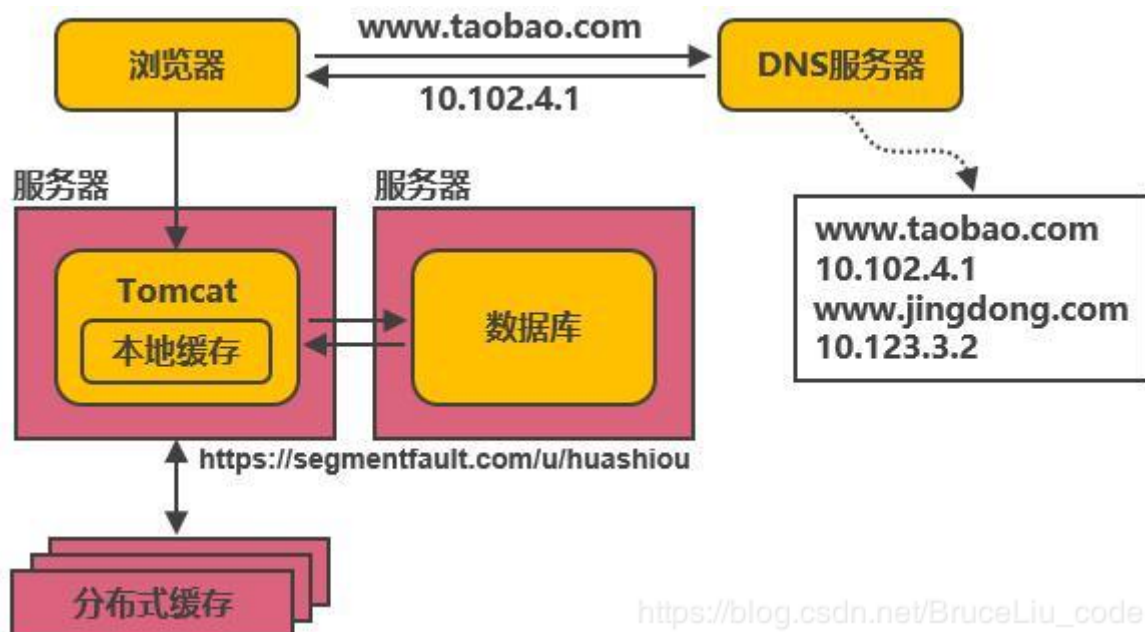 www.taobao.com
浏览器
DNS服务器
10.102.4.1
服务器
服务器
www.taobao.com
10.102.4.1
www.jingdong.com
10.123.3.2
Tomcat
本地缓存
数据库
https://segmentfault.com/u/huashiou
分布式缓存
https://blog.csdn.net/BruceLiu_code